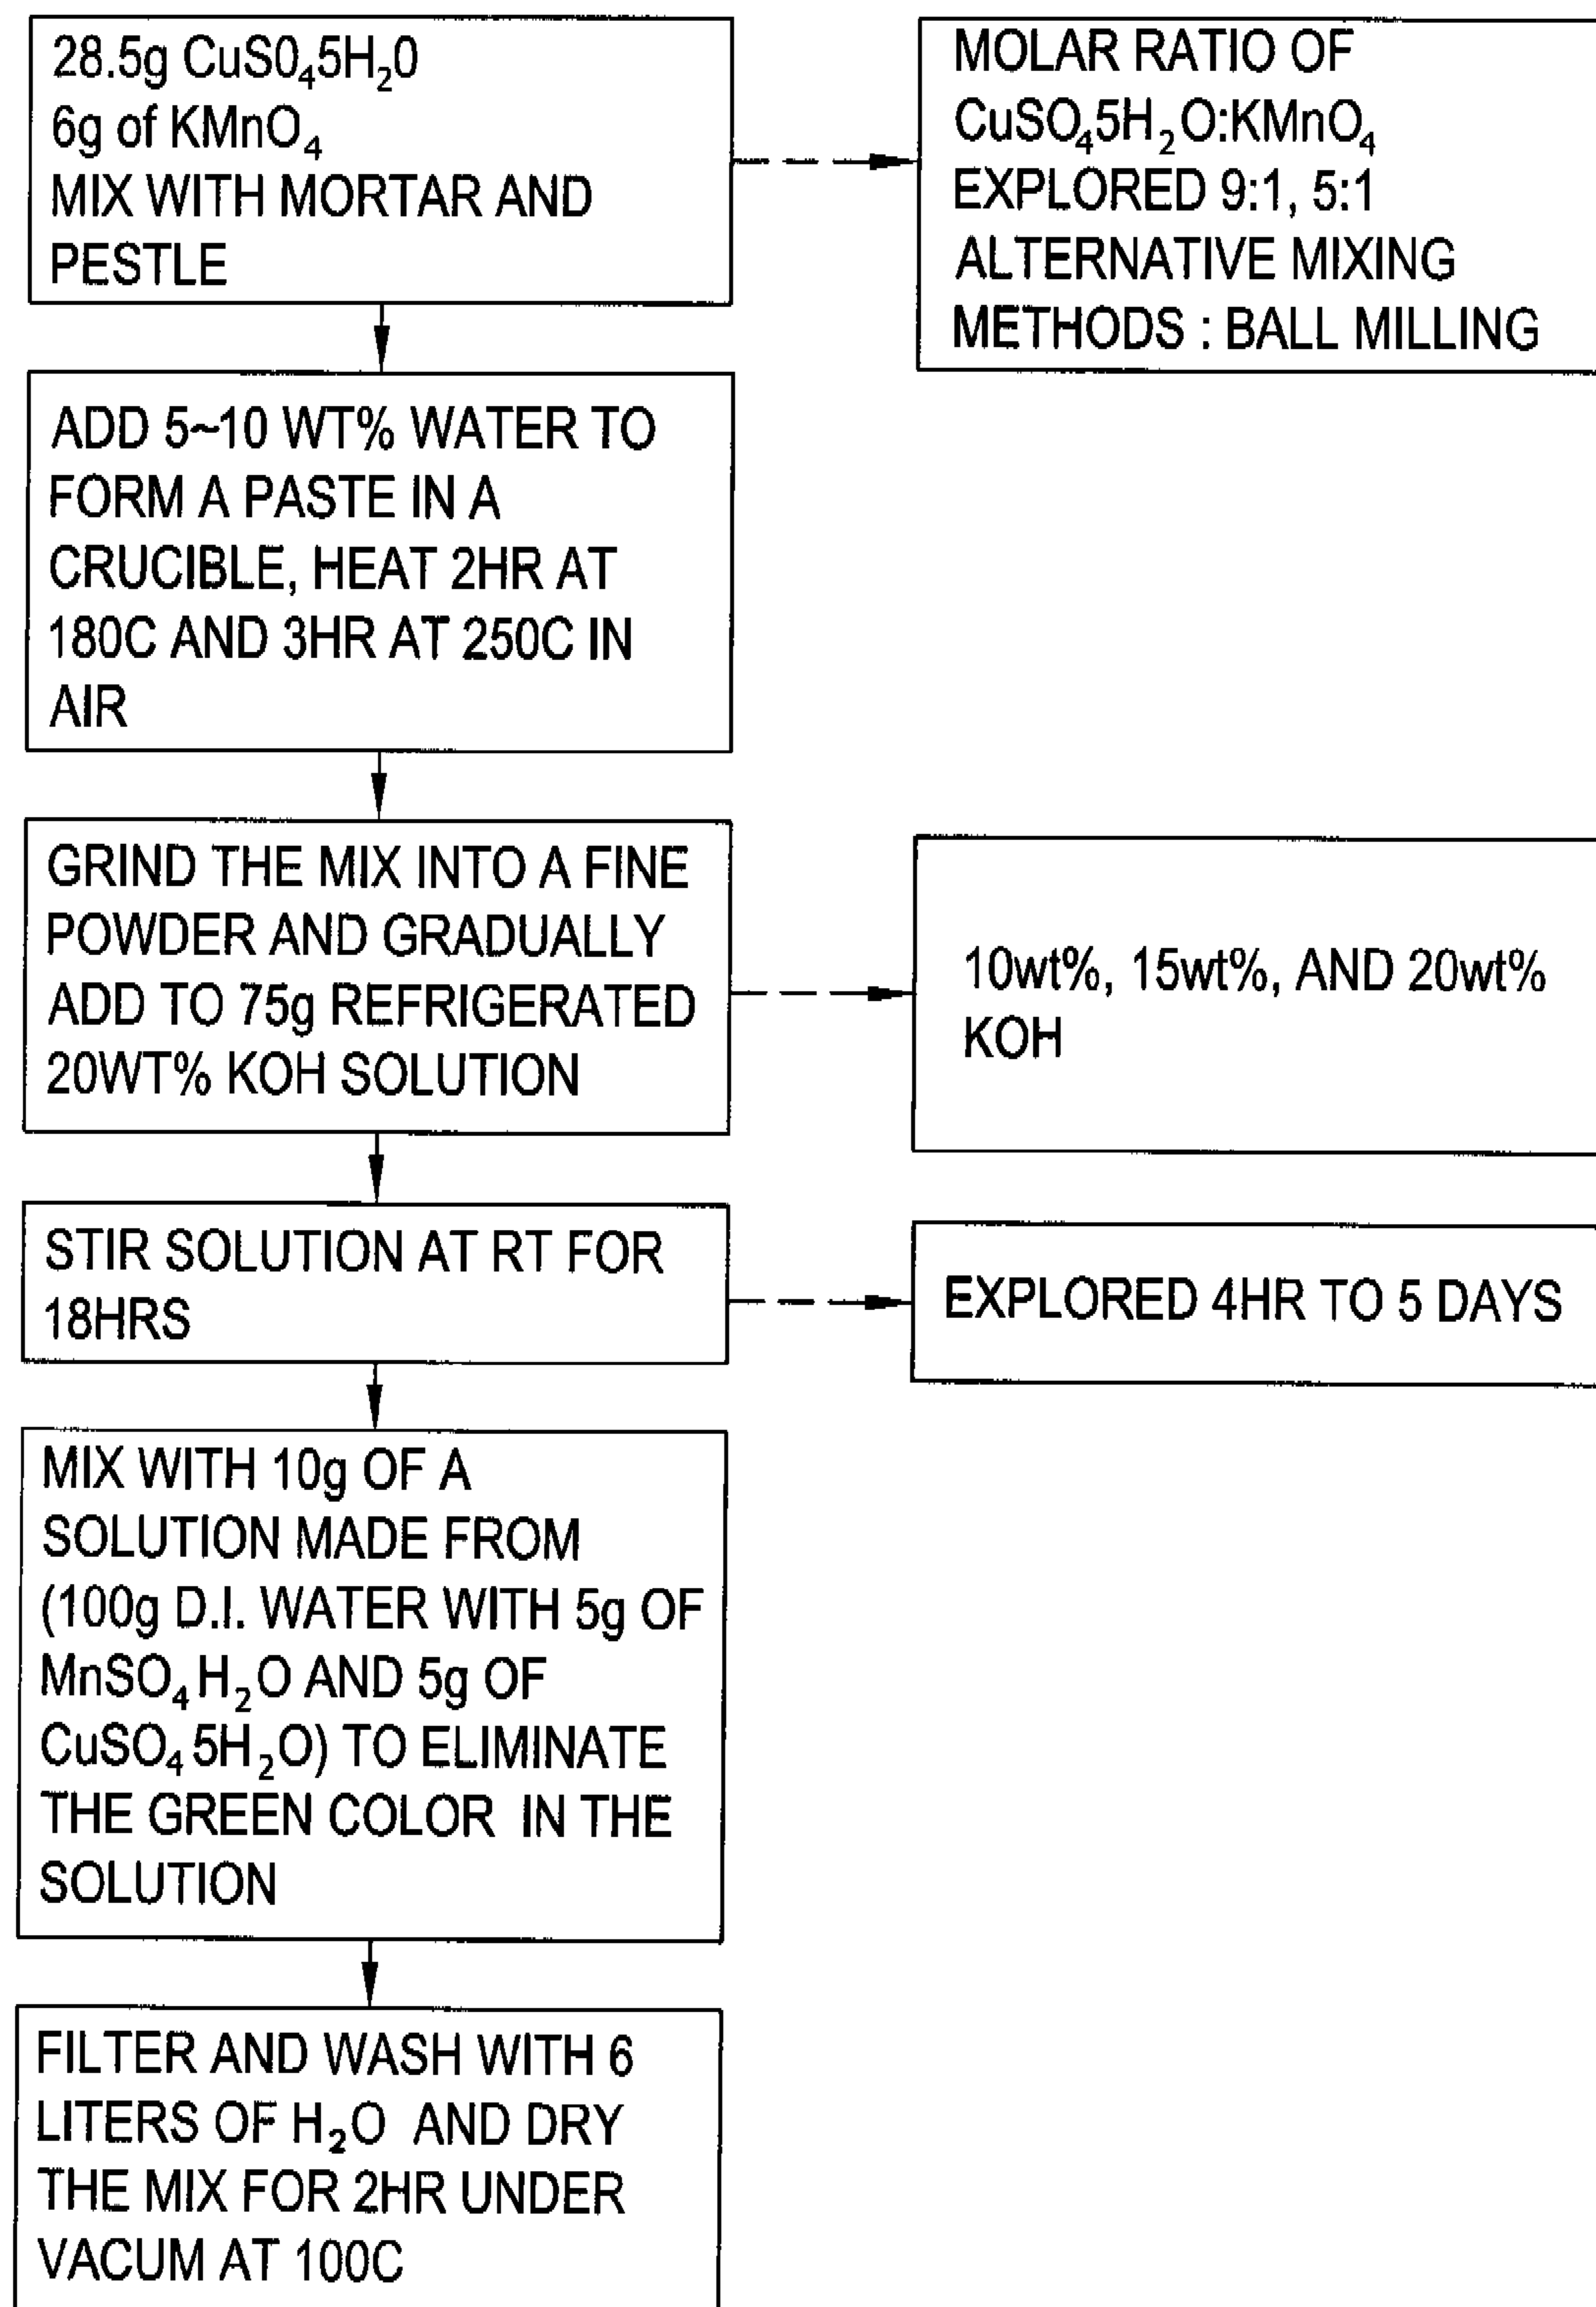 28.5g CuSO₄5H₂O
6g of KMnO₄
MIX WITH MORTAR AND
PESTLE
MOLAR RATIO OF
CuSO₄5H₂O:KMnO₄
EXPLORED 9:1, 5:1
ALTERNATIVE MIXING
METHODS : BALL MILLING
ADD 5~10 WT% WATER TO
FORM A PASTE IN A
CRUCIBLE, HEAT 2HR AT
180C AND 3HR AT 250C IN
AIR
GRIND THE MIX INTO A FINE
POWDER AND GRADUALLY
ADD TO 75g REFRIGERATED
20WT% KOH SOLUTION
10wt%, 15wt%, AND 20wt%
KOH
STIR SOLUTION AT RT FOR
18HRS
EXPLORED 4HR TO 5 DAYS
MIX WITH 10g OF A
SOLUTION MADE FROM
(100g D.I. WATER WITH 5g OF
MnSO₄ H₂O AND 5g OF
CuSO₄ 5H₂O) TO ELIMINATE
THE GREEN COLOR IN THE
SOLUTION
FILTER AND WASH WITH 6
LITERS OF H₂O AND DRY
THE MIX FOR 2HR UNDER
VACUM AT 100C